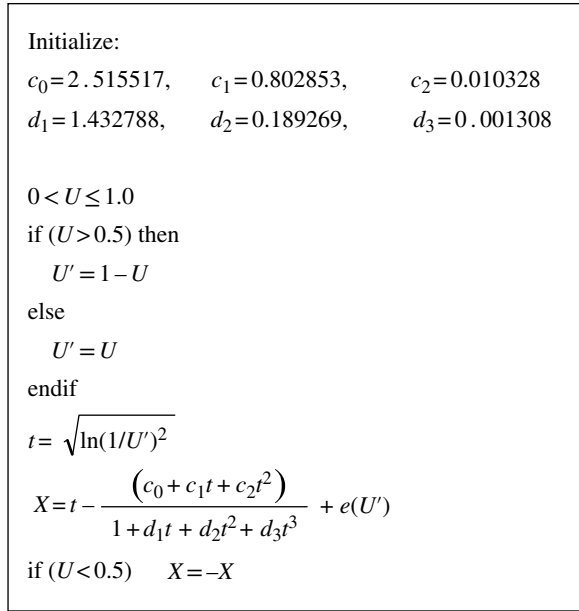 Initialize:
c₀=2.515517, c₁=0.802853, c₂=0.010328
d₁=1.432788, d₂=0.189269, d₃=0.001308
0<U≤1.0
if (U>0.5) then
U′=1–U
else
U′=U
endif
t= √ln(1/U′)²
X=t– (c₀+c₁t+c₂t²) / 1+d₁t+d₂t²+d₃t³ + e(U′)
if (U<0.5) X=–X